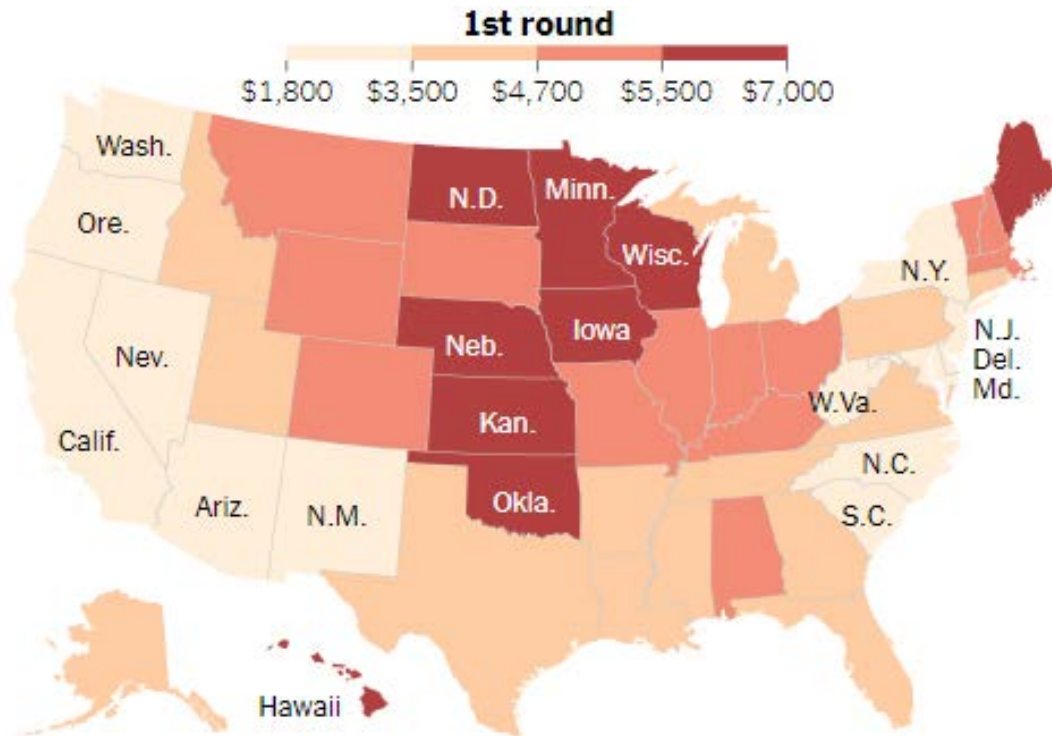 1st round
$1,800 $3,500 $4,700 $5,500 $7,000
Wash.
N.D.
Minn.
Ore.
Wisc.
N.Y.
Nev.
Neb.
Iowa
N.J.
Del.
Md.
Calif.
Kan.
W.Va.
Ariz.
N.M.
Okla.
N.C.
S.C.
Hawaii